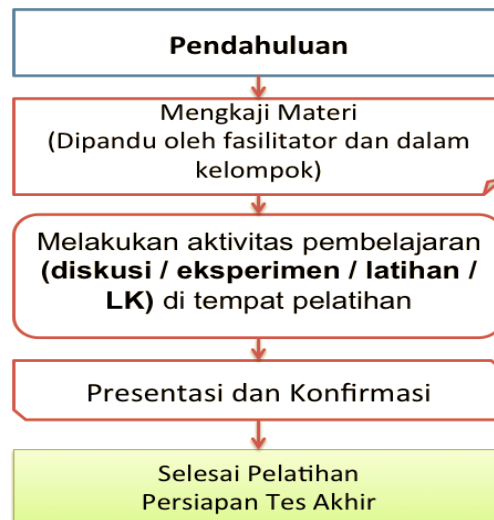 Pendahuluan
Mengkaji Materi
(Dipandu oleh fasilitator dan dalam
kelompok)
Melakukan aktivitas pembelajaran
(diskusi / eksperimen / latihan /
LK) di tempat pelatihan
Presentasi dan Konfirmasi
Selesai Pelatihan
Persiapan Tes Akhir